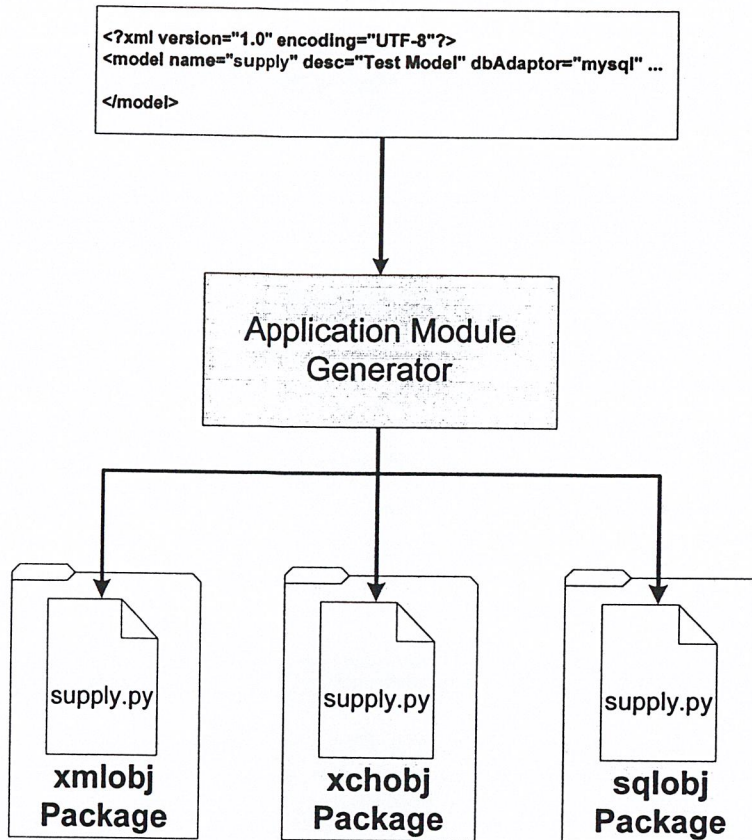 <?xml version="1.0" encoding="UTF-8"?>
<model name="supply" desc="Test Model" dbAdaptor="mysql" ...
</model>
Application Module
Generator
supply.py
xmlobj
Package
supply.py
xchobj
Package
supply.py
sqlobj
Package